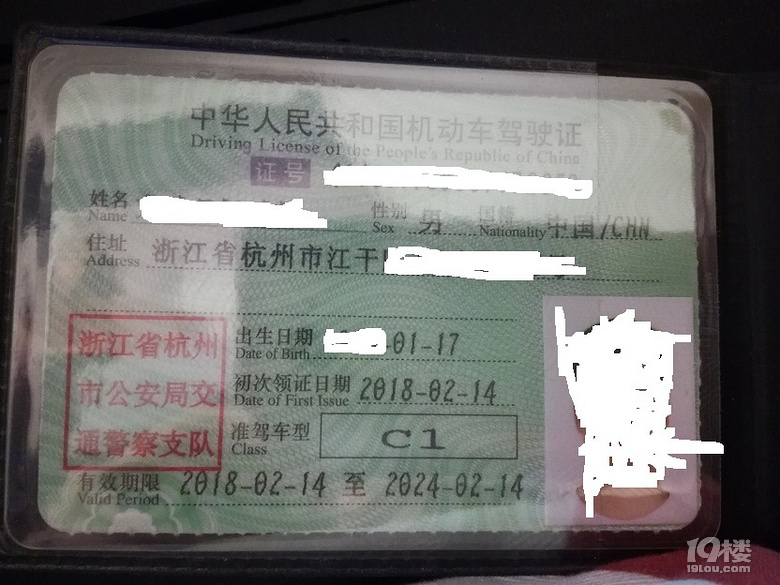 中华人民共和国机动车驾驶证
Driving License of the People's Republic of China
证号
姓名
Name
性别 男
Sex
国籍 中国/CHN
Nationality
住址 浙江省杭州市江干
Address
出生日期 01-17
Date of Birth
浙江省杭州
市公安局交
通警察支队
初次领证日期 2018-02-14
Date of First Issue
准驾车型 C1
Class
有效期限 2018-02-14 至 2024-02-14
Valid Period
19楼
19lou.com